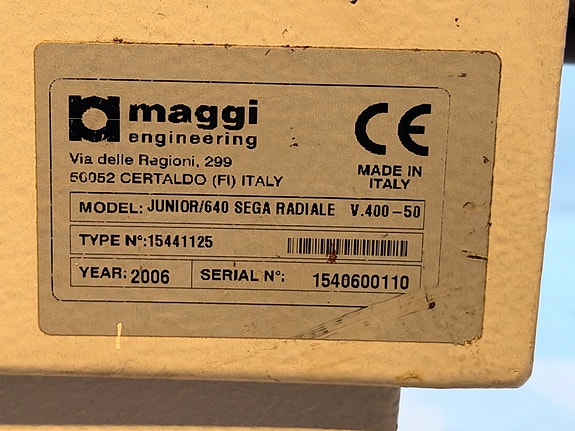 maggi
engineering
Via delle Regioni, 299
50052 CERTALDO (FI) ITALY
CE
MADE IN
ITALY
MODEL: JUNIOR/640 SEGA RADIALE V.400-50
TYPE N°:15441125
YEAR: 2006 SERIAL N°: 1540600110